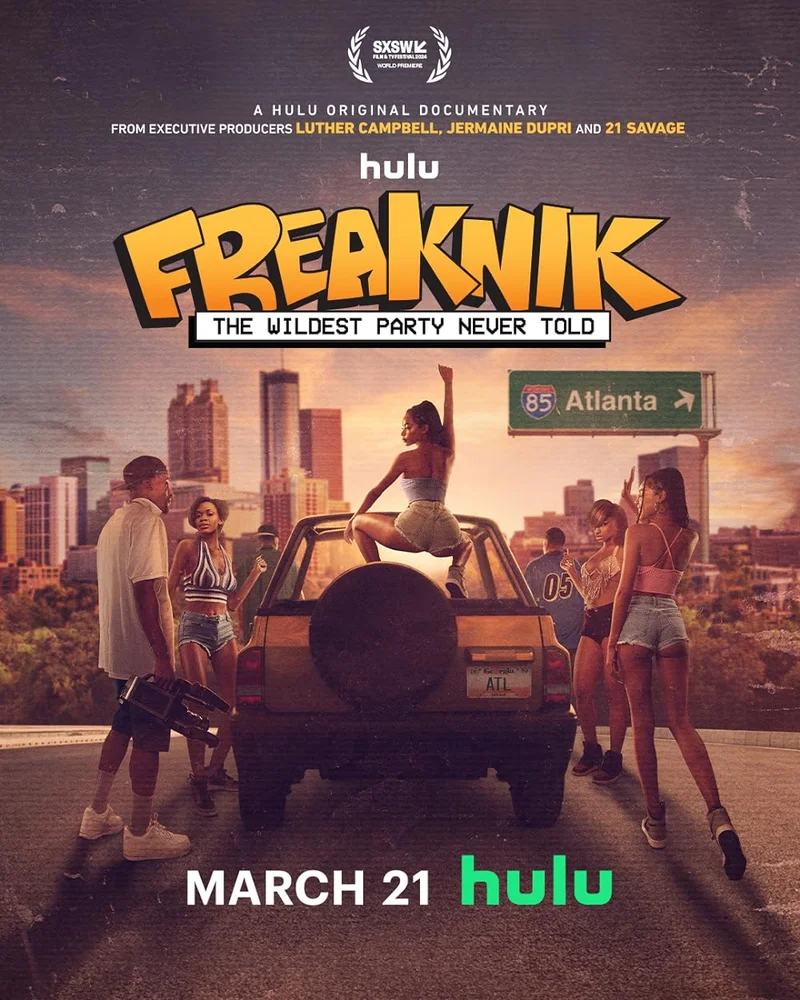 SXSW
FILM & TV FESTIVAL 2024
WORLD PREMIERE
A HULU ORIGINAL DOCUMENTARY
FROM EXECUTIVE PRODUCERS LUTHER CAMPBELL, JERMAINE DUPRI AND 21 SAVAGE
hulu
FREAKNIK
THE WILDEST PARTY NEVER TOLD
85 Atlanta
05
ATL
MARCH 21 hulu